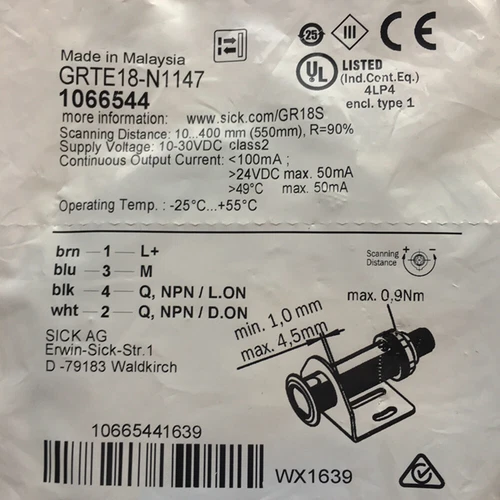 Made in Malaysia
GRTE18-N1147
1066544
more information: www.sick.com/GR18S
Scanning Distance: 10...400 mm (550mm), R=90%
Supply Voltage: 10-30VDC class2
Continuous Output Current: <100mA ;
>24VDC max. 50mA
>49°C max. 50mA
Operating Temp. : -25°C...+55°C
25
III
CE
UL LISTED
(Ind.Cont.Eq.)
4LP4
encl. type 1
brn - 1 - L+
blu - 3 - M
blk - 4 - Q, NPN / L.ON
wht - 2 - Q, NPN / D.ON
SICK AG
Erwin-Sick-Str.1
D -79183 Waldkirch
Scanning
Distance
+ -
max. 0,9Nm
min. 1,0 mm
max. 4,5mm
10665441639
WX1639